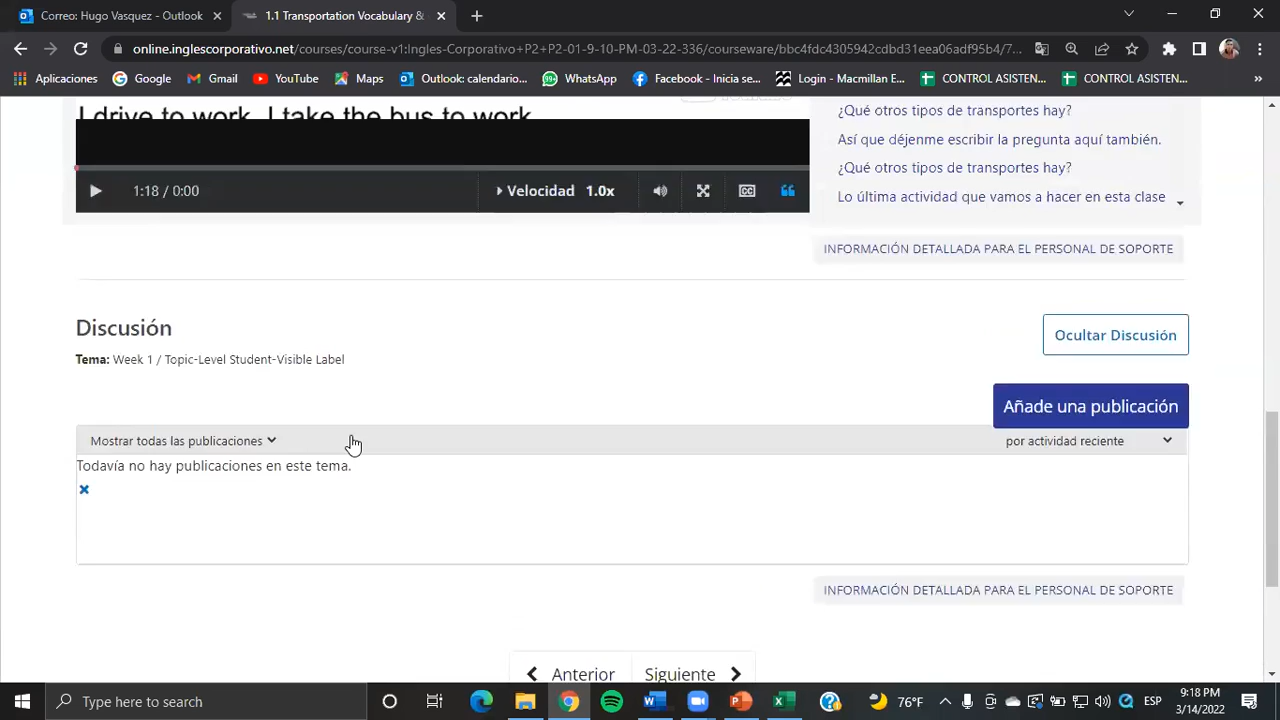 Correo: Hugo Vasquez - Outlook
1.1 Transportation Vocabulary &
online.inglescorporativo.net/courses/course-v1:Ingles-Corporativo+P2+P2-01-9-10-PM-03-22-336/courseware/bbc4fdc4305942cdbd31eea06adf95b4/7...
Aplicaciones
Google
Gmail
YouTube
Maps
Outlook: calendario...
WhatsApp
Facebook - Inicia se...
Login - Macmillan E...
CONTROL ASISTEN...
CONTROL ASISTEN...
»
I drive to work. I take the bus to work.
1:18 / 0:00
Velocidad 1.0x
CC
¿Qué otros tipos de transportes hay?
Así que déjenme escribir la pregunta aquí también.
¿Qué otros tipos de transportes hay?
Lo última actividad que vamos a hacer en esta clase
INFORMACIÓN DETALLADA PARA EL PERSONAL DE SOPORTE
Discusión
Ocultar Discusión
Tema: Week 1 / Topic-Level Student-Visible Label
Añade una publicación
Mostrar todas las publicaciones
por actividad reciente
Todavía no hay publicaciones en este tema.
INFORMACIÓN DETALLADA PARA EL PERSONAL DE SOPORTE
Anterior
Siguiente
Type here to search
76°F
ESP
9:18 PM
3/14/2022